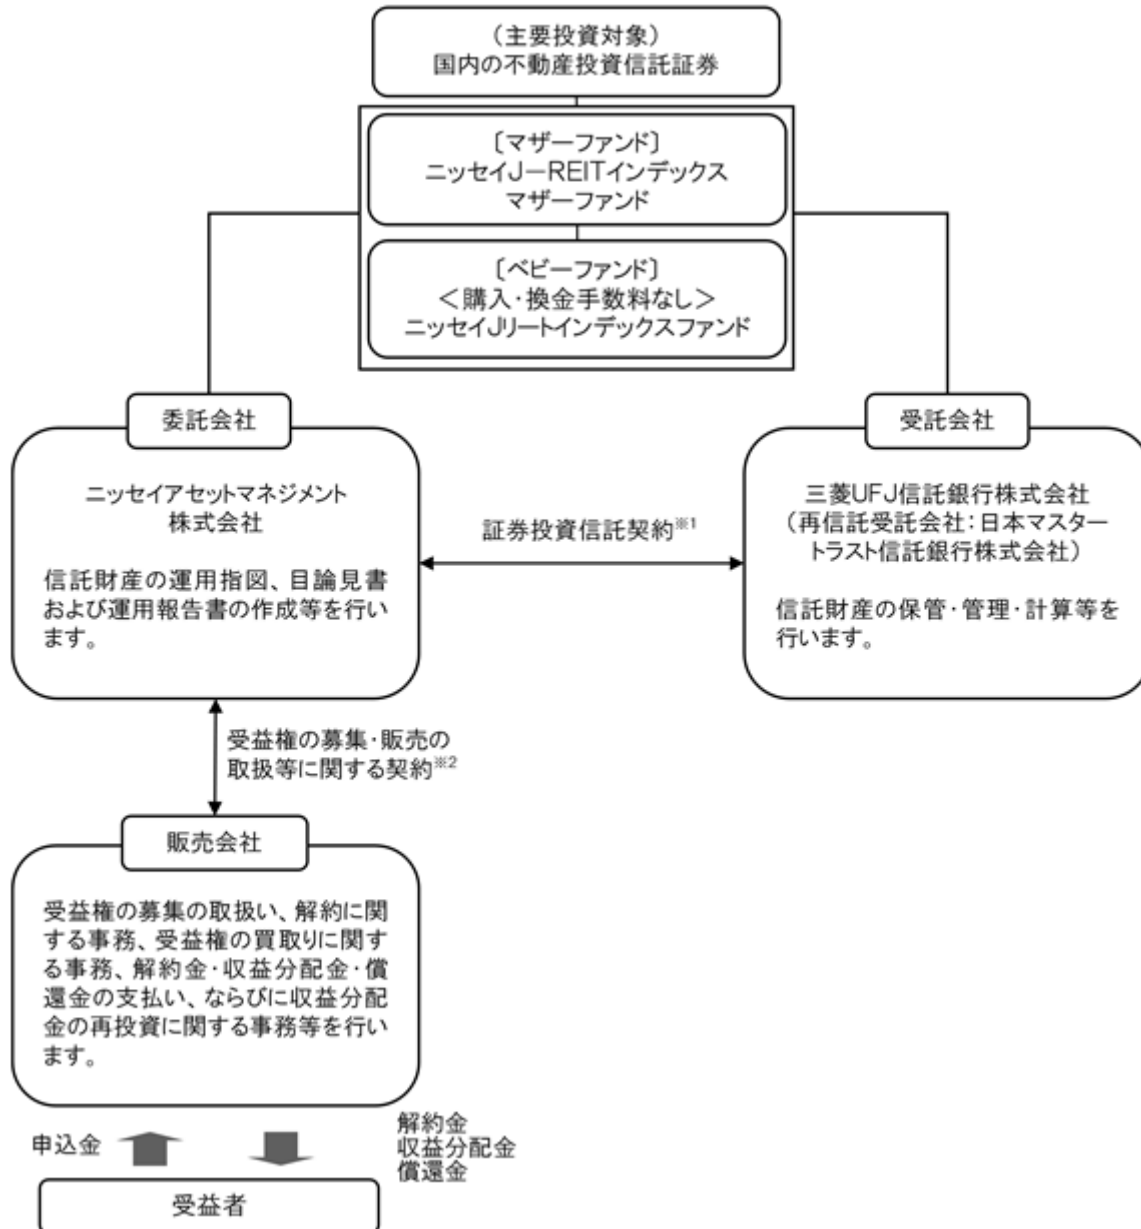 （主要投資対象）
国内の不動産投資信託証券
〔マザーファンド〕
ニッセイJ－REITインデックス
マザーファンド
〔ベビーファンド〕
＜購入・換金手数料なし＞
ニッセイJリートインデックスファンド
委託会社
ニッセイアセットマネジメント
株式会社
信託財産の運用指図、目論見書
および運用報告書の作成等を行い
ます。
証券投資信託契約※1
受託会社
三菱UFJ信託銀行株式会社
（再信託受託会社：日本マスター
トラスト信託銀行株式会社）
信託財産の保管・管理・計算等を
行います。
受益権の募集・販売の
取扱等に関する契約※2
販売会社
受益権の募集の取扱い、解約に関
する事務、受益権の買取りに関す
る事務、解約金・収益分配金・償
還金の支払い、ならびに収益分配
金の再投資に関する事務等を行い
ます。
申込金
解約金
収益分配金
償還金
受益者